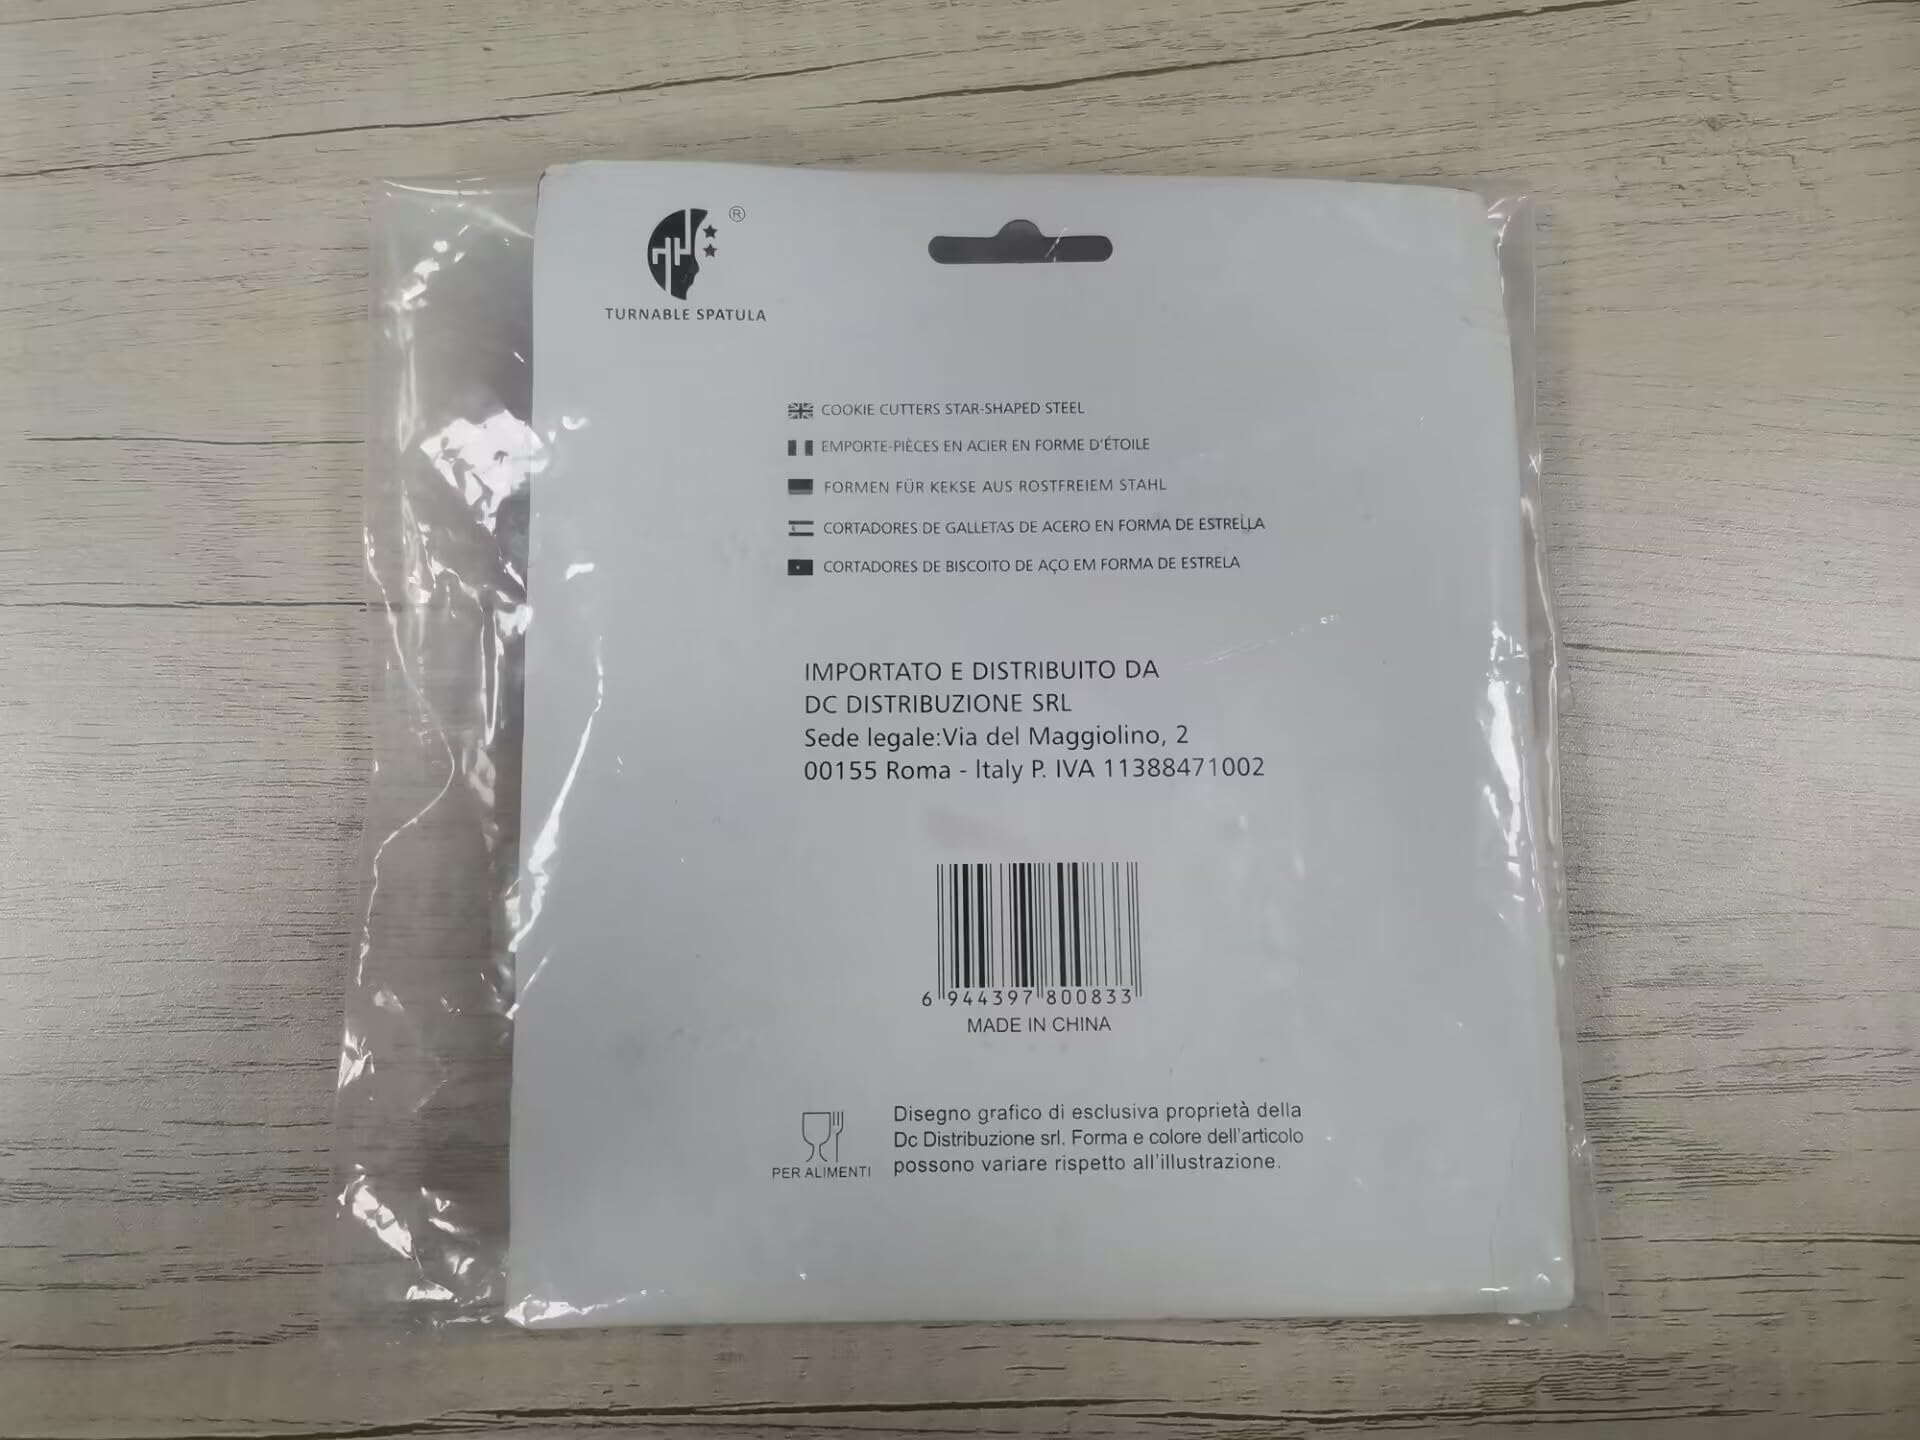 ®
TURNABLE SPATULA
COOKIE CUTTERS STAR-SHAPED STEEL
EMPORTE-PIÈCES EN ACIER EN FORME D'ÉTOILE
FORMEN FÜR KEKSE AUS ROSTFREIEM STAHL
CORTADORES DE GALLETAS DE ACERO EN FORMA DE ESTRELLA
CORTADORES DE BISCOITO DE AÇO EM FORMA DE ESTRELA
IMPORTATO E DISTRIBUITO DA
DC DISTRIBUZIONE SRL
Sede legale:Via del Maggiolino, 2
00155 Roma - Italy P. IVA 11388471002
6 944397 800833
MADE IN CHINA
PER ALIMENTI
Disegno grafico di esclusiva proprietà della
Dc Distribuzione srl. Forma e colore dell'articolo
possono variare rispetto all'illustrazione.